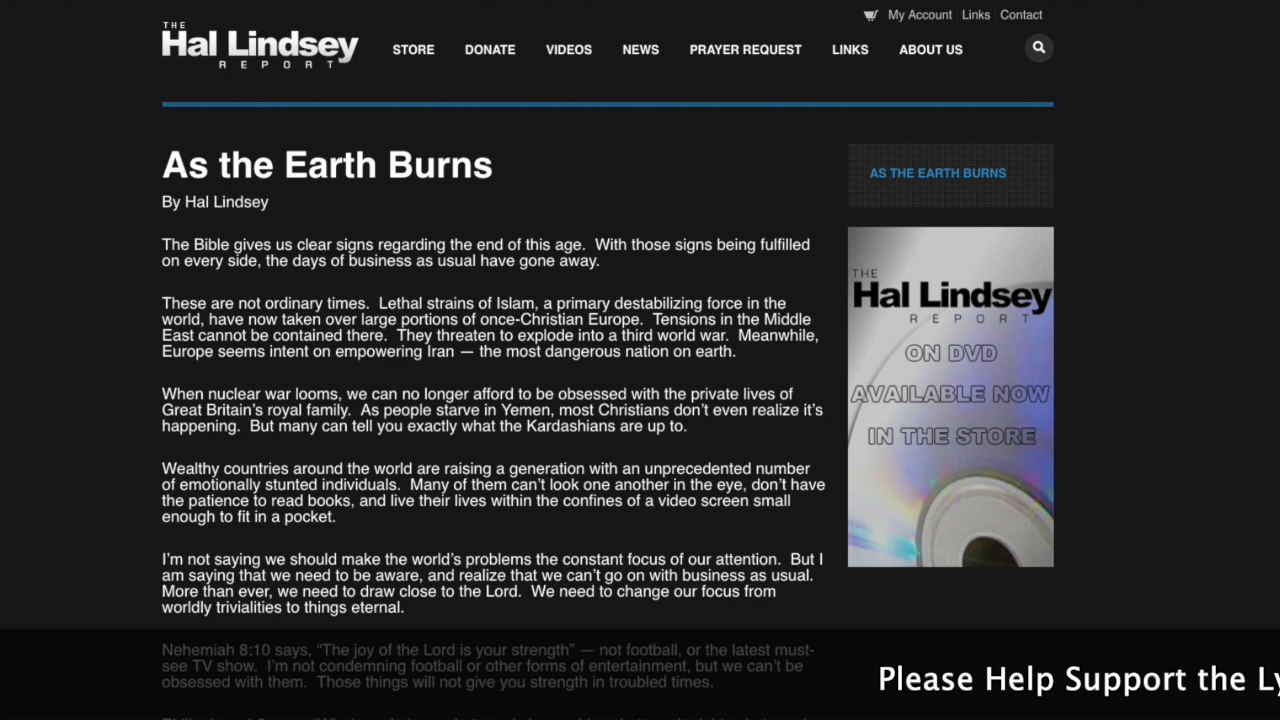 My Account Links Contact
THE
Hal Lindsey
REPORT
STORE DONATE VIDEOS NEWS PRAYER REQUEST LINKS ABOUT US
As the Earth Burns
By Hal Lindsey
The Bible gives us clear signs regarding the end of this age. With those signs being fulfilled
on every side, the days of business as usual have gone away.
These are not ordinary times. Lethal strains of Islam, a primary destabilizing force in the
world, have now taken over large portions of once-Christian Europe. Tensions in the Middle
East cannot be contained there. They threaten to explode into a third world war. Meanwhile,
Europe seems intent on empowering Iran — the most dangerous nation on earth.
When nuclear war looms, we can no longer afford to be obsessed with the private lives of
Great Britain’s royal family. As people starve in Yemen, most Christians don’t even realize it’s
happening. But many can tell you exactly what the Kardashians are up to.
Wealthy countries around the world are raising a generation with an unprecedented number
of emotionally stunted individuals. Many of them can’t look one another in the eye, don’t have
the patience to read books, and live their lives within the confines of a video screen small
enough to fit in a pocket.
I’m not saying we should make the world’s problems the constant focus of our attention. But I
am saying that we need to be aware, and realize that we can’t go on with business as usual.
More than ever, we need to draw close to the Lord. We need to change our focus from
worldly trivialities to things eternal.
Nehemiah 8:10 says, “The joy of the Lord is your strength” — not football, or the latest must-
see TV show. I’m not condemning football or other forms of entertainment, but we can’t be
obsessed with them. Those things will not give you strength in troubled times.
AS THE EARTH BURNS
THE
Hal Lindsey
REPORT
ON DVD
AVAILABLE NOW
IN THE STORE
Please Help Support the